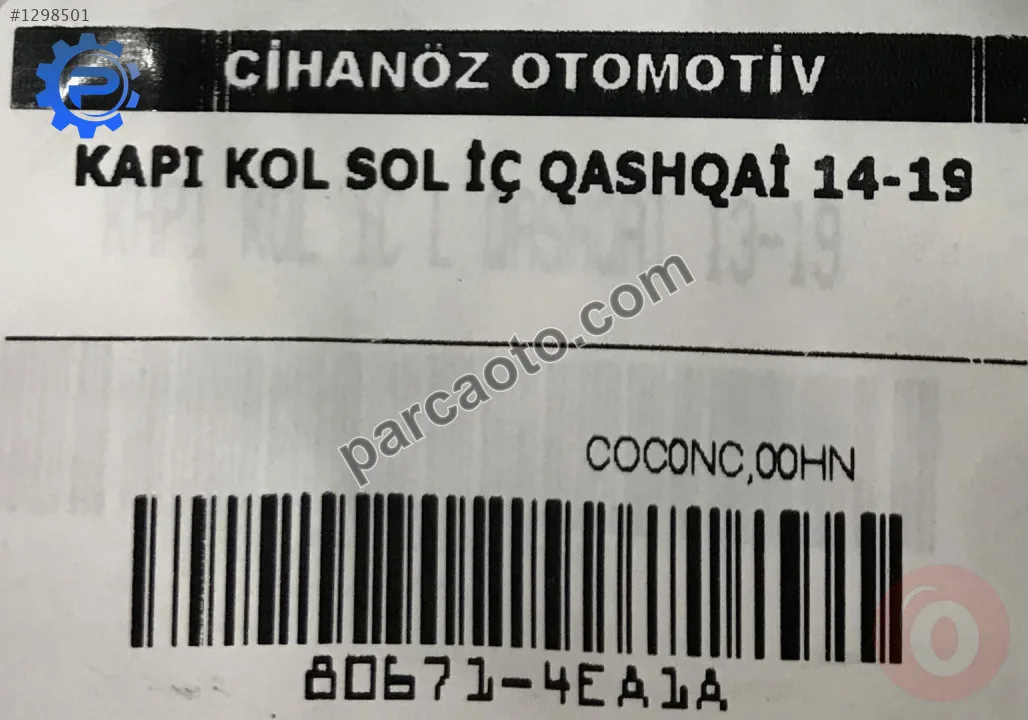 #1298501
CİHANÖZ OTOMOTİV
KAPI KOL SOL İÇ QASHQAİ 14-19
parcaoto.com
COC0NC,00HN
80671-4EA1A